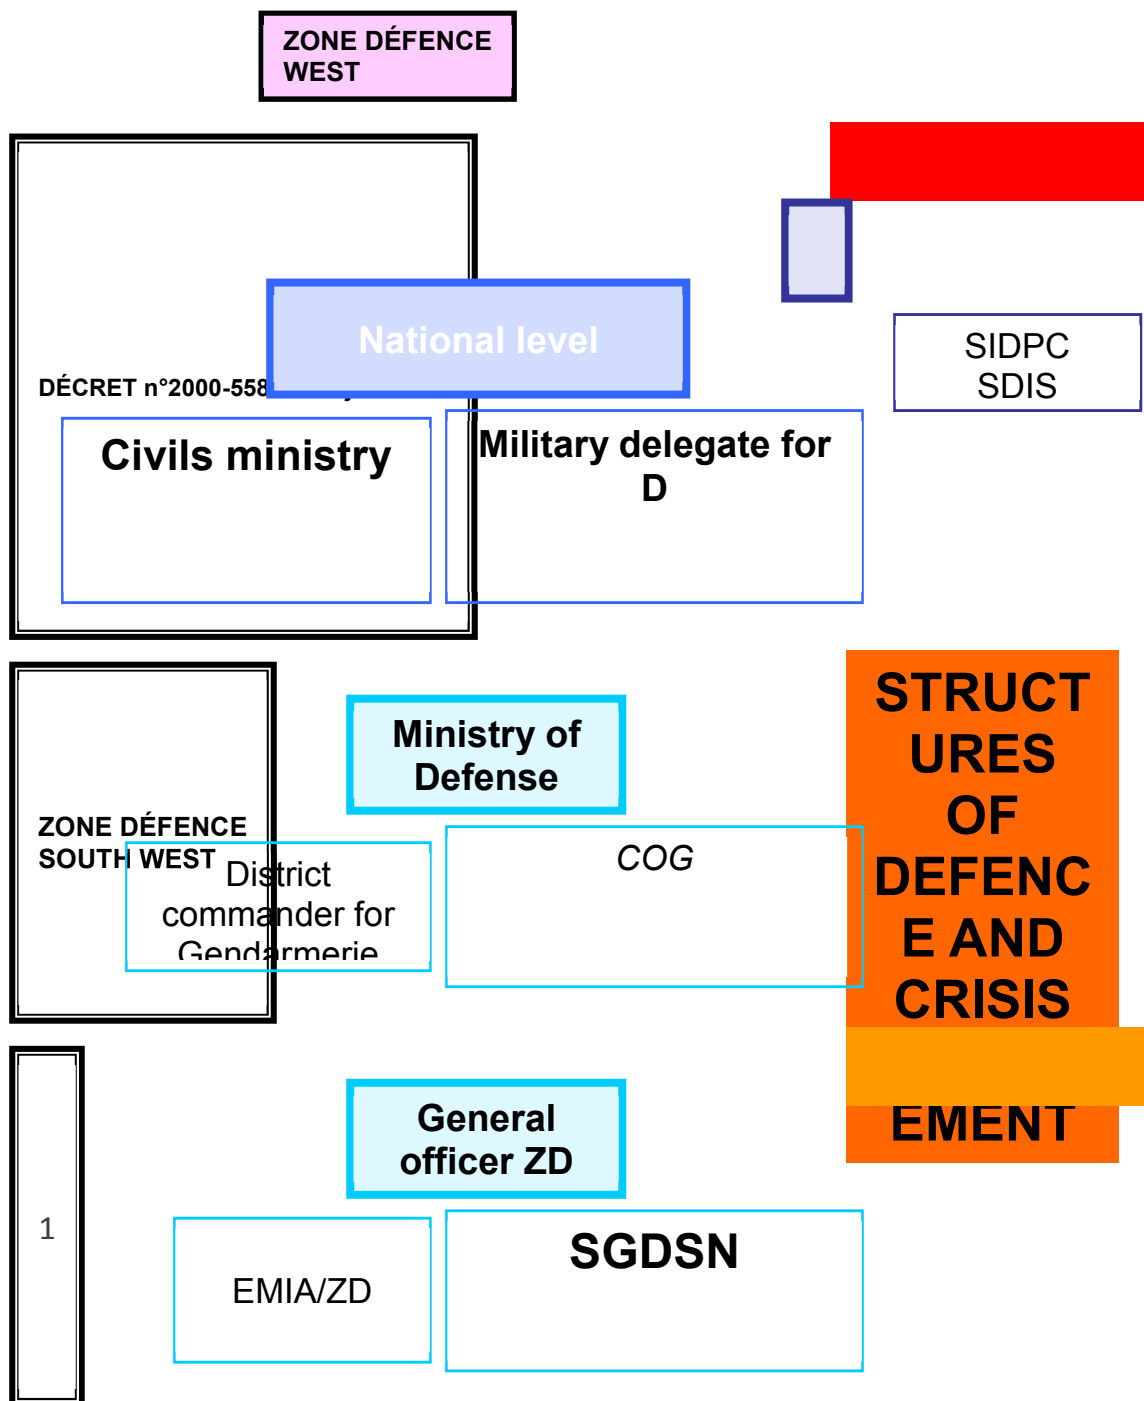 ZONE DÉFENCE
WEST
National level
SIDPC
SDIS
DÉCRET n°2000-558
Civils ministry
Military delegate for
D
STRUCT
URES
OF
DEFENC
E AND
CRISIS
EMENT
Ministry of
Defense
ZONE DÉFENCE
SOUTH WEST
District
commander for
Gendarmerie
COG
General
officer ZD
1
EMIA/ZD
SGDSN